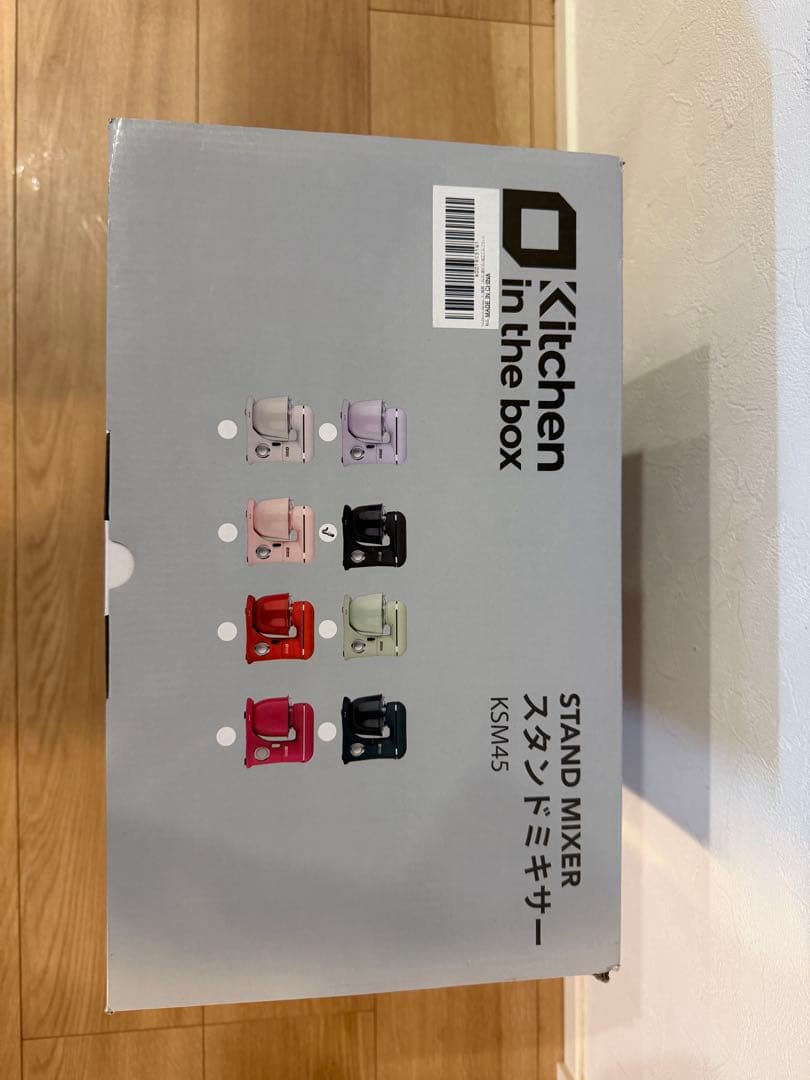 Kitchen
in the box
MADE IN CHINA
STAND MIXER
スタンドミキサー
KSM45